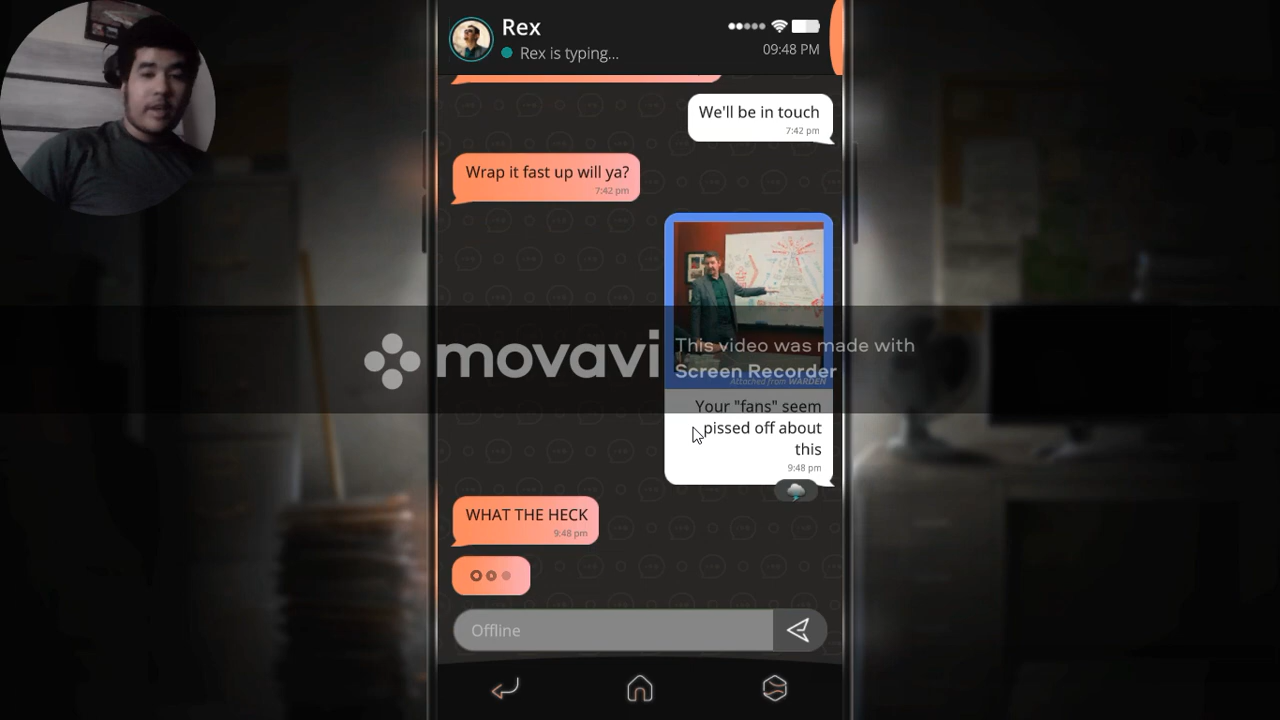 Rex
Rex is typing...
09:48 PM
We'll be in touch
7:42 pm
Wrap it fast up will ya?
7:42 pm
movavi
This video was made with
Screen Recorder
Attached from WARDEN
Your "fans" seem
pissed off about
this
9:48 pm
WHAT THE HECK
9:48 pm
Offline